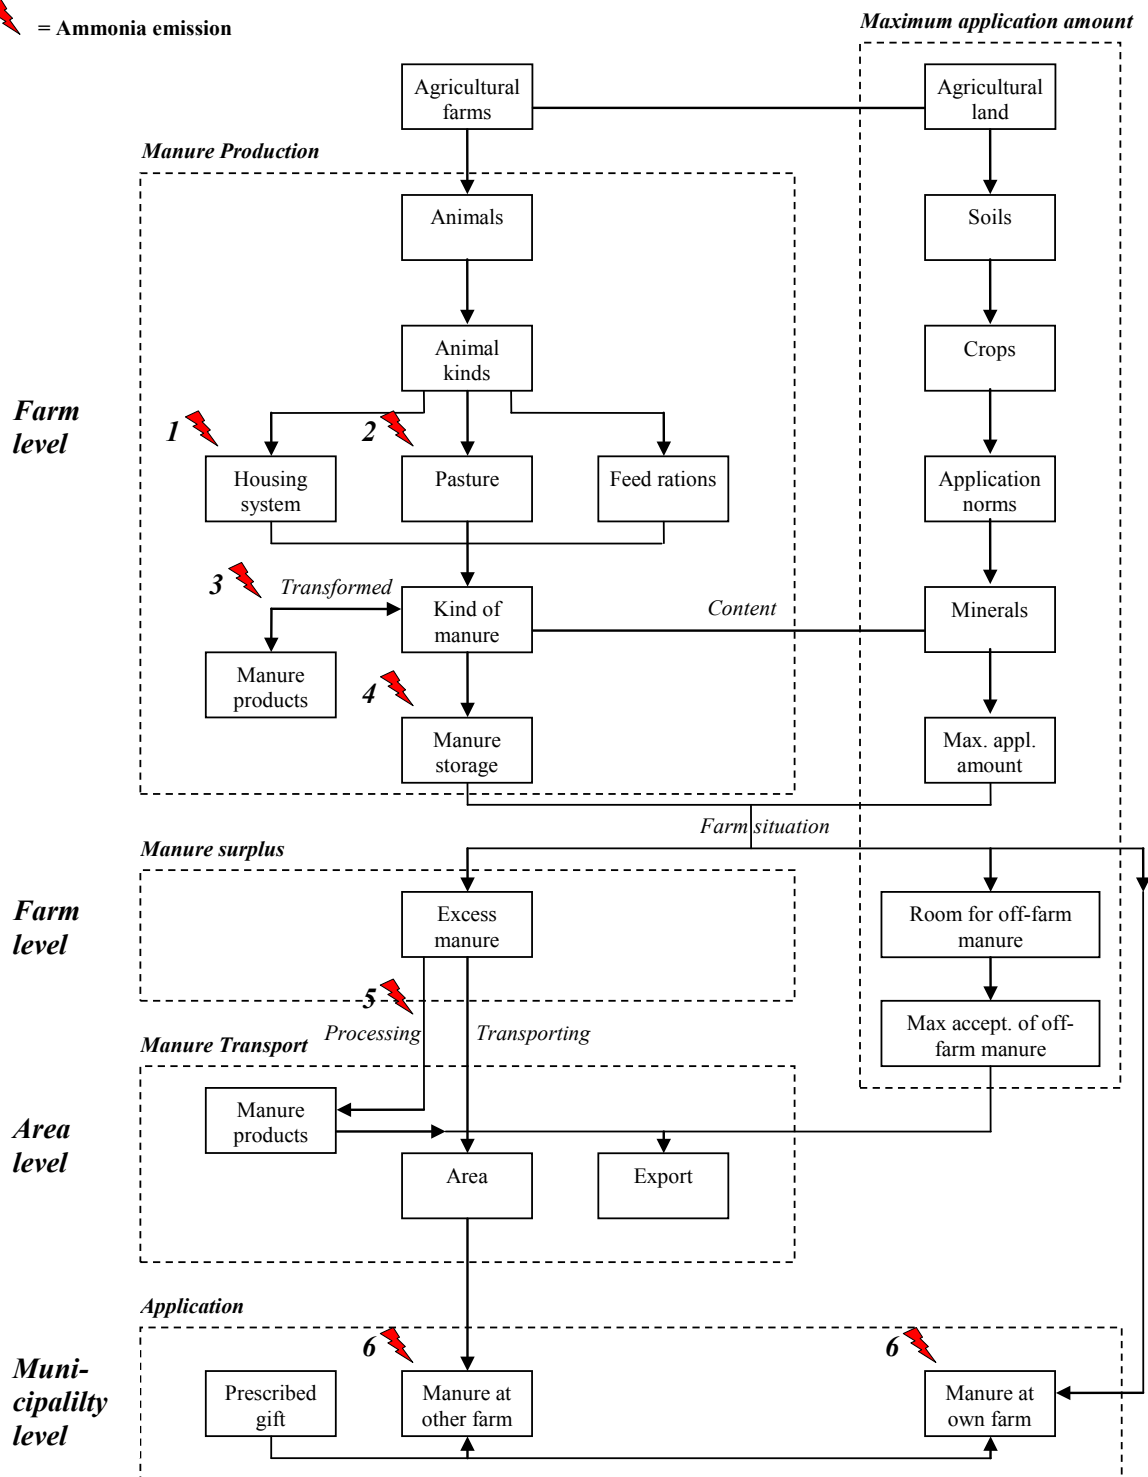 = Ammonia emission
Maximum application amount
Agricultural
farms
Agricultural
land
Manure Production
Animals
Soils
Animal
kinds
Crops
Farm
level
1
2
Housing
system
Pasture
Feed rations
Application
norms
3
Transformed
Kind of
manure
Content
Minerals
Manure
products
4
Manure
storage
Max. appl.
amount
Farm situation
Manure surplus
Farm
level
Excess
manure
Room for off-farm
manure
5
Processing
Transporting
Max accept. of off-
farm manure
Manure Transport
Area
level
Manure
products
Area
Export
Application
Muni-
cipalilty
level
6
6
Prescribed
gift
Manure at
other farm
Manure at
own farm